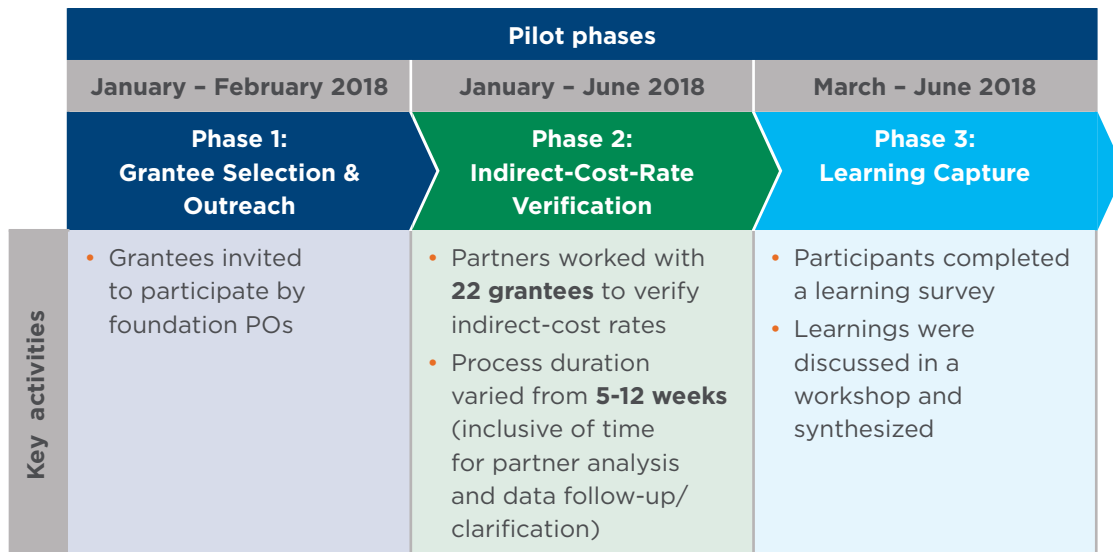 Pilot phases
January – February 2018
January – June 2018
March – June 2018
Phase 1:
Grantee Selection &
Outreach
Phase 2:
Indirect-Cost-Rate
Verification
Phase 3:
Learning Capture
Key activities
• Grantees invited
to participate by
foundation POs
• Partners worked with
22 grantees to verify
indirect-cost rates
• Process duration
varied from 5-12 weeks
(inclusive of time
for partner analysis
and data follow-up/
clarification)
• Participants completed
a learning survey
• Learnings were
discussed in a
workshop and
synthesized